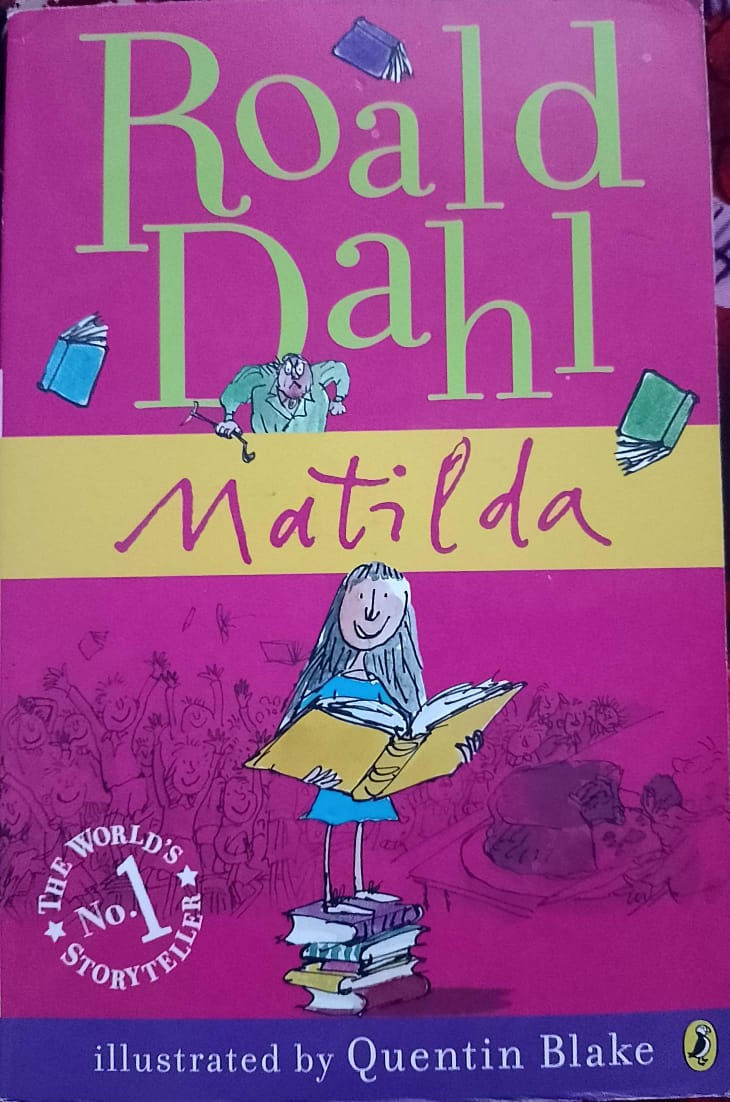 Roald
Dahl
Matilda
THE WORLD'S
No. 1
STORYTELLER
illustrated by Quentin Blake